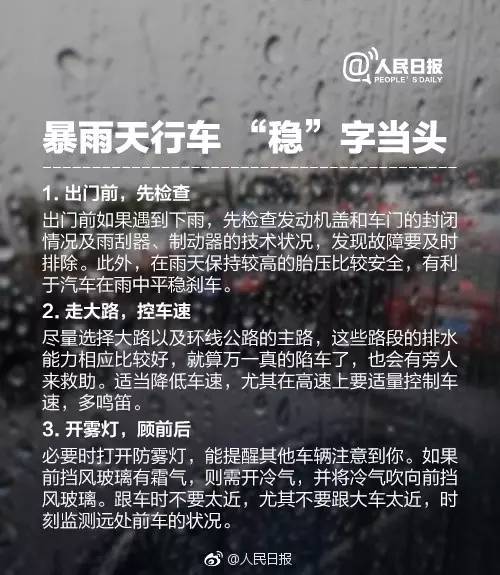 @人民日报
PEOPLE'S DAILY
暴雨天行车 “稳”字当头
1. 出门前，先检查
出门前如果遇到下雨，先检查发动机盖和车门的封闭
情况及雨刮器、制动器的技术状况，发现故障要及时
排除。此外，在雨天保持较高的胎压比较安全，有利
于汽车在雨中平稳刹车。
2. 走大路，控车速
尽量选择大路以及环线公路的主路，这些路段的排水
能力相应比较好，就算万一真的陷车了，也会有旁人
来救助。适当降低车速，尤其在高速上要适量控制车
速，多鸣笛。
3. 开雾灯，顾前后
必要时打开防雾灯，能提醒其他车辆注意到你。如果
前挡风玻璃有霜气，则需开冷气，并将冷气吹向前挡
风玻璃。跟车时不要太近，尤其不要跟大车太近，时
刻监测远处前车的状况。
@人民日报